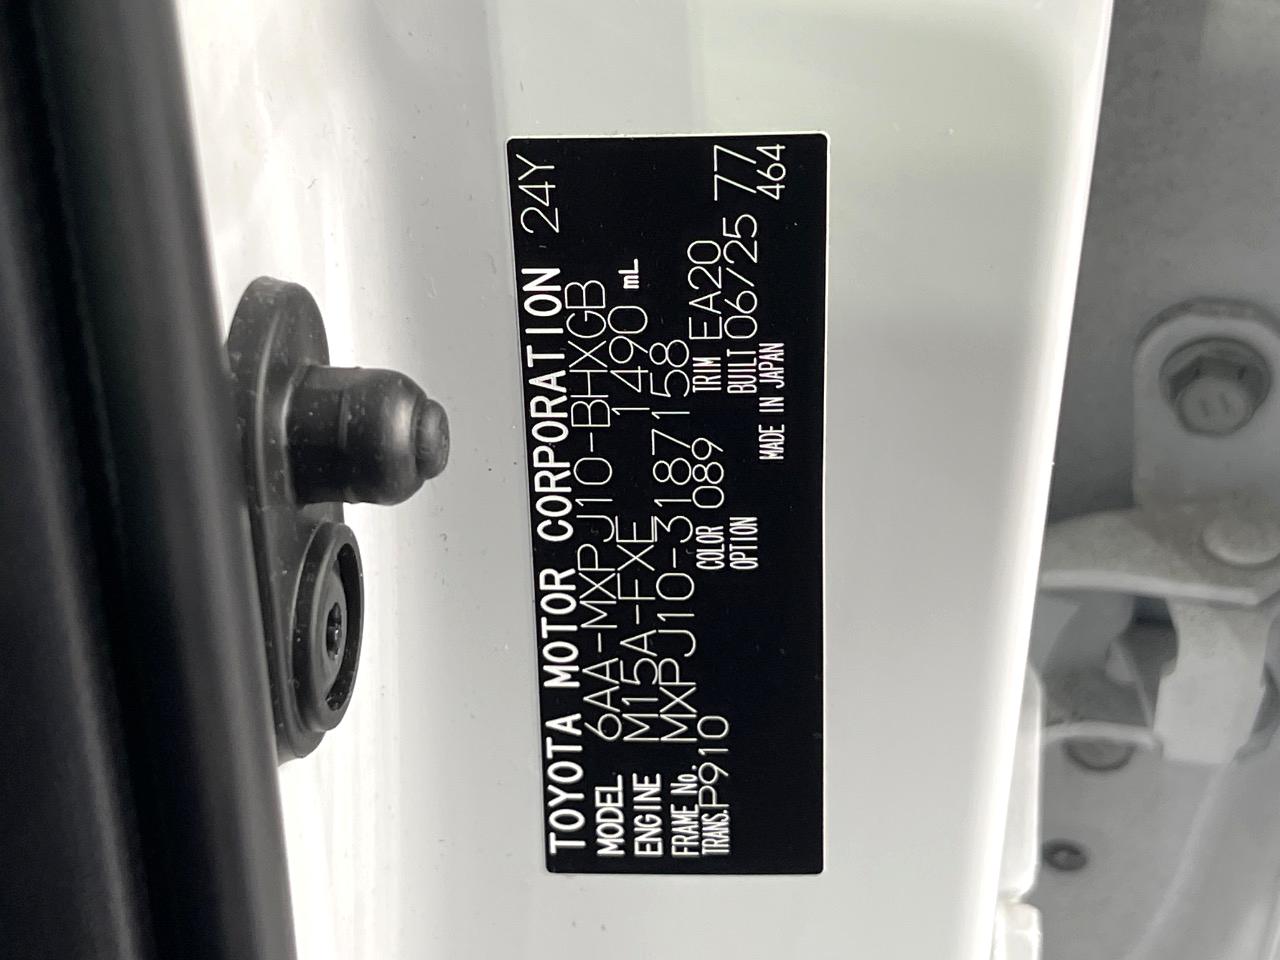 TOYOTA MOTOR CORPORATION 24Y
MODEL 6AA-MXPJ10-BHXGB
ENGINE M15A-FXE 1490 mL
FRAME No. MXPJ10-3187158
TRANS. P910 COLOR 089 TRIM EA20
OPTION BUILT 06/25 77
MADE IN JAPAN 464